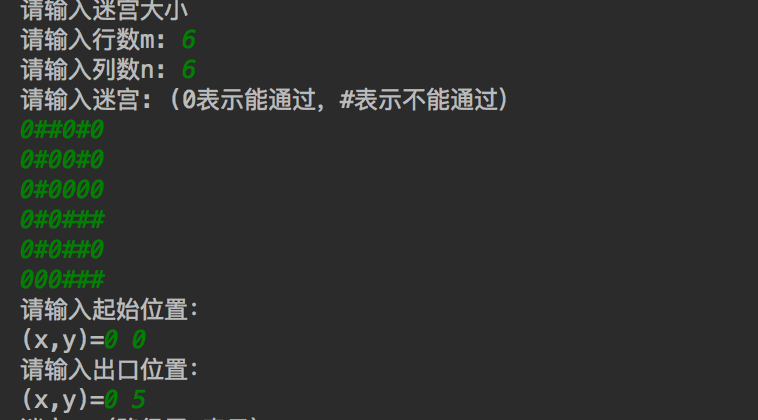 请输入迷宫大小
请输入行数m: 6
请输入列数n: 6
请输入迷宫: (0表示能通过, #表示不能通过)
0##0#0
0#00#0
0#0000
0#0###
0#0##0
000###
请输入起始位置:
(x,y)=0 0
请输入出口位置:
(x,y)=0 5